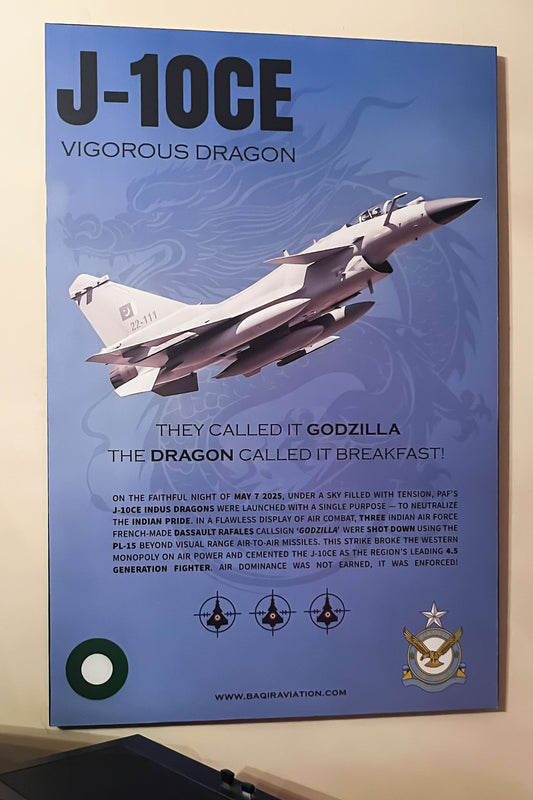 J-10CE
VIGOROUS DRAGON
22-111
THEY CALLED IT GODZILLA
THE DRAGON CALLED IT BREAKFAST!
ON THE FAITHFUL NIGHT OF MAY 7 2025, UNDER A SKY FILLED WITH TENSION, PAF'S
J-10CE INDUS DRAGONS WERE LAUNCHED WITH A SINGLE PURPOSE — TO NEUTRALIZE
THE INDIAN PRIDE. IN A FLAWLESS DISPLAY OF AIR COMBAT, THREE INDIAN AIR FORCE
FRENCH-MADE DASSAULT RAFALES CALLSIGN 'GODZILLA' WERE SHOT DOWN USING THE
PL-15 BEYOND VISUAL RANGE AIR-TO-AIR MISSILES. THIS STRIKE BROKE THE WESTERN
MONOPOLY ON AIR POWER AND CEMENTED THE J-10CE AS THE REGION'S LEADING 4.5
GENERATION FIGHTER. AIR DOMINANCE WAS NOT EARNED, IT WAS ENFORCED!
WWW.BAQIRAVIATION.COM